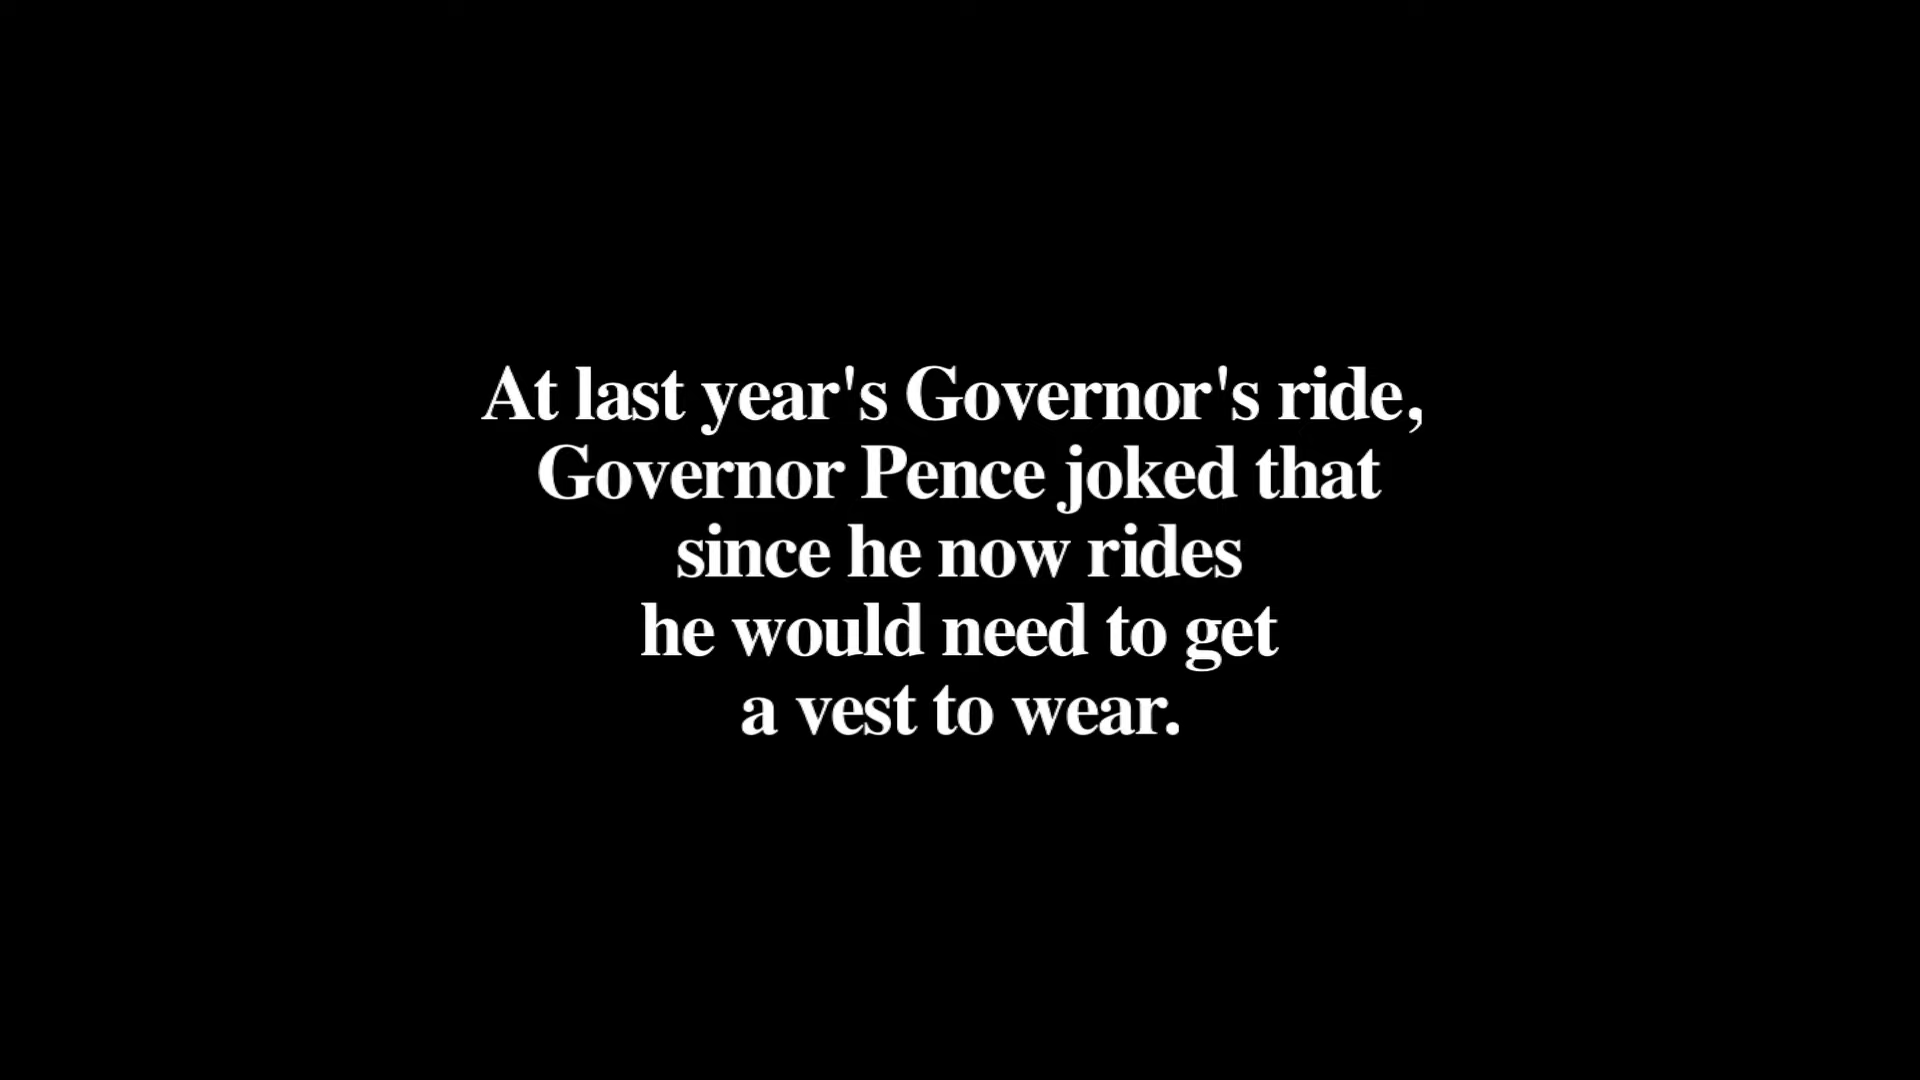 At last year's Governor's ride,
Governor Pence joked that
since he now rides
he would need to get
a vest to wear.